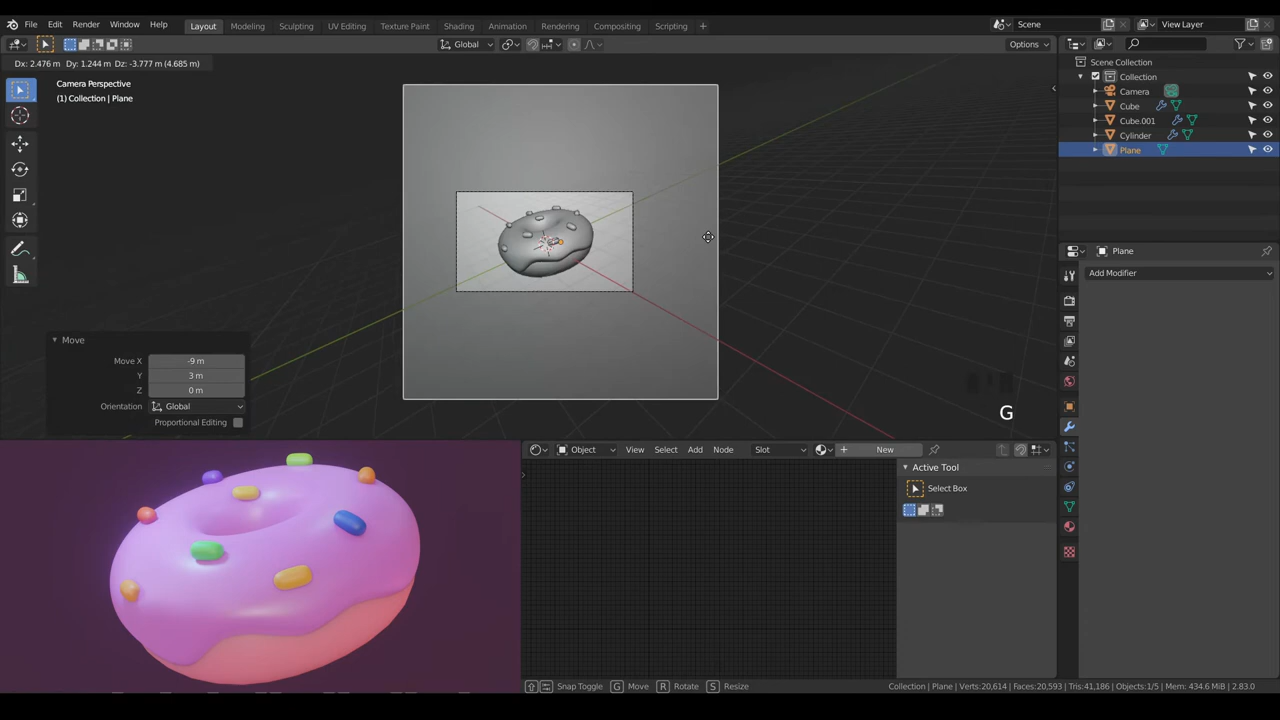 File Edit Render Window Help Layout Modeling Sculpting UV Editing Texture Paint Shading Animation Rendering Compositing Scripting + Scene View Layer
Global Options
Dx: 2.476 m Dy: 1.244 m Dz: -3.777 m (4.685 m)
Camera Perspective
(1) Collection | Plane
Scene Collection
Collection
Camera
Cube
Cube.001
Cylinder
Plane
Plane
Add Modifier
Move
Move X -9 m
Y 3 m
Z 0 m
Orientation Global
Proportional Editing
G
Object View Select Add Node Slot New
Active Tool
Select Box
Snap Toggle G Move R Rotate S Resize
Collection | Plane | Verts:20,614 | Faces:20,593 | Tris:41,186 | Objects:1/5 | Mem: 434.6 MiB | 2.83.0